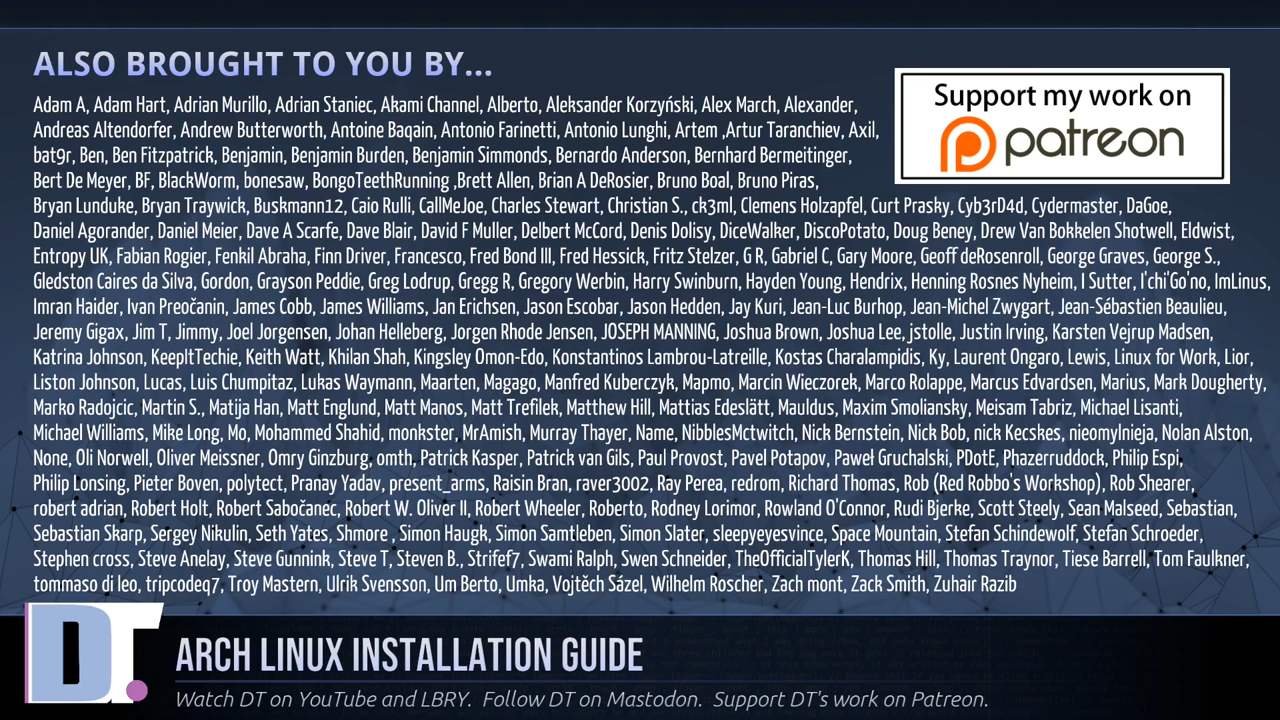 ALSO BROUGHT TO YOU BY...
Support my work on
patreon
Adam A, Adam Hart, Adrian Murillo, Adrian Staniec, Akami Channel, Alberto, Aleksander Korzyński, Alex March, Alexander,
Andreas Altendorfer, Andrew Butterworth, Antoine Baqain, Antonio Farinetti, Antonio Lunghi, Artem ,Artur Taranchiev, Axil,
bat9r, Ben, Ben Fitzpatrick, Benjamin, Benjamin Burden, Benjamin Simmonds, Bernardo Anderson, Bernhard Bermeitinger,
Bert De Meyer, BF, BlackWorm, bonesaw, BongoTeethRunning ,Brett Allen, Brian A DeRosier, Bruno Boal, Bruno Piras,
Bryan Lunduke, Bryan Traywick, Buskmann12, Caio Rulli, CallMeJoe, Charles Stewart, Christian S., ck3ml, Clemens Holzapfel, Curt Prasky, Cyb3rD4d, Cydermaster, DaGoe,
Daniel Agorander, Daniel Meier, Dave A Scarfe, Dave Blair, David F Muller, Delbert McCord, Denis Dolisy, DiceWalker, DiscoPotato, Doug Beney, Drew Van Bokkelen Shotwell, Eldwist,
Entropy UK, Fabian Rogier, Fenkil Abraha, Finn Driver, Francesco, Fred Bond III, Fred Hessick, Fritz Stelzer, G R, Gabriel C, Gary Moore, Geoff deRosenroll, George Graves, George S.,
Gledston Caires da Silva, Gordon, Grayson Peddie, Greg Lodrup, Gregg R, Gregory Werbin, Harry Swinburn, Hayden Young, Hendrix, Henning Rosnes Nyheim, I Sutter, I'chi'Go'no, ImLinus,
Imran Haider, Ivan Preočanin, James Cobb, James Williams, Jan Erichsen, Jason Escobar, Jason Hedden, Jay Kuri, Jean-Luc Burhop, Jean-Michel Zwygart, Jean-Sébastien Beaulieu,
Jeremy Gigax, Jim T, Jimmy, Joel Jorgensen, Johan Helleberg, Jorgen Rhode Jensen, JOSEPH MANNING, Joshua Brown, Joshua Lee, jstolle, Justin Irving, Karsten Vejrup Madsen,
Katrina Johnson, KeepItTechie, Keith Watt, Khilan Shah, Kingsley Omon-Edo, Konstantinos Lambrou-Latreille, Kostas Charalampidis, Ky, Laurent Ongaro, Lewis, Linux for Work, Lior,
Liston Johnson, Lucas, Luis Chumpitaz, Lukas Waymann, Maarten, Magago, Manfred Kuberczyk, Mapmo, Marcin Wieczorek, Marco Rolappe, Marcus Edvardsen, Marius, Mark Dougherty,
Marko Radojcic, Martin S., Matija Han, Matt Englund, Matt Manos, Matt Trefilek, Matthew Hill, Mattias Edeslätt, Mauldus, Maxim Smoliansky, Meisam Tabriz, Michael Lisanti,
Michael Williams, Mike Long, Mo, Mohammed Shahid, monkster, MrAmish, Murray Thayer, Name, NibblesMctwitch, Nick Bernstein, Nick Bob, nick Kecskes, nieomylnieja, Nolan Alston,
None, Oli Norwell, Oliver Meissner, Omry Ginzburg, omth, Patrick Kasper, Patrick van Gils, Paul Provost, Pavel Potapov, Paweł Gruchalski, PDotE, Phazerruddock, Philip Espi,
Philip Lonsing, Pieter Boven, polytect, Pranay Yadav, present_arms, Raisin Bran, raver3002, Ray Perea, redrom, Richard Thomas, Rob (Red Robbo's Workshop), Rob Shearer,
robert adrian, Robert Holt, Robert Sabočanec, Robert W. Oliver II, Robert Wheeler, Roberto, Rodney Lorimor, Rowland O'Connor, Rudi Bjerke, Scott Steely, Sean Malseed, Sebastian,
Sebastian Skarp, Sergey Nikulin, Seth Yates, Shmore , Simon Haugk, Simon Samtleben, Simon Slater, sleepyeyesvince, Space Mountain, Stefan Schindewolf, Stefan Schroeder,
Stephen cross, Steve Anelay, Steve Gunnink, Steve T, Steven B., Strifef7, Swami Ralph, Swen Schneider, TheOfficialTylerK, Thomas Hill, Thomas Traynor, Tiese Barrell, Tom Faulkner,
tommaso di leo, tripcodeq7, Troy Mastern, Ulrik Svensson, Um Berto, Umka, Vojtěch Sázel, Wilhelm Roscher, Zach mont, Zack Smith, Zuhair Razib
DT.
ARCH LINUX INSTALLATION GUIDE
Watch DT on YouTube and LBRY. Follow DT on Mastodon. Support DT's work on Patreon.